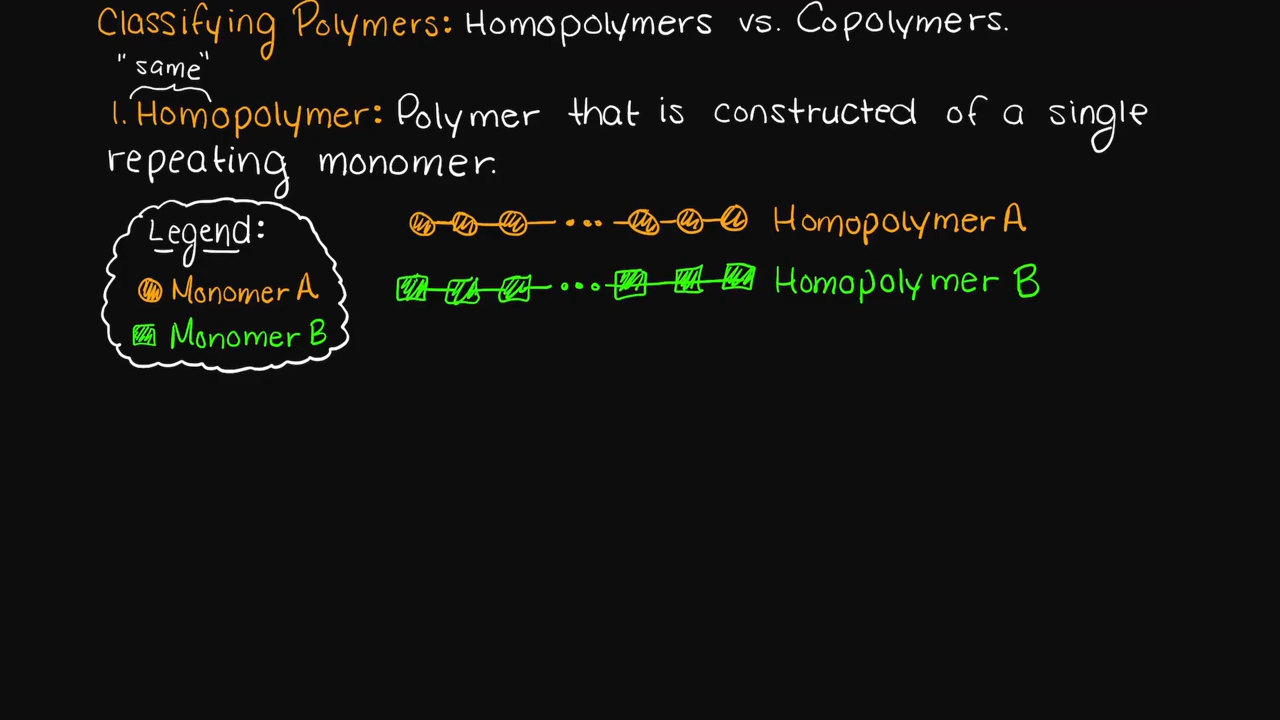 Classifying Polymers: Homopolymers vs. Copolymers.
"same"
1. Homopolymer: Polymer that is constructed of a single
repeating monomer.
Legend:
Monomer A
Monomer B
Homopolymer A
Homopolymer B